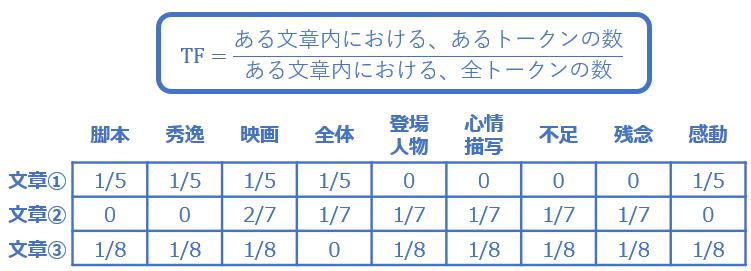 TF = ある文章内における、あるトークンの数
ある文章内における、全トークンの数
脚本 秀逸 映画 全体 登場人物 心情描写 不足 残念 感動
文章① 1/5 1/5 1/5 1/5 0 0 0 0 1/5
文章② 0 0 2/7 1/7 1/7 1/7 1/7 1/7 0
文章③ 1/8 1/8 1/8 0 1/8 1/8 1/8 1/8 1/8